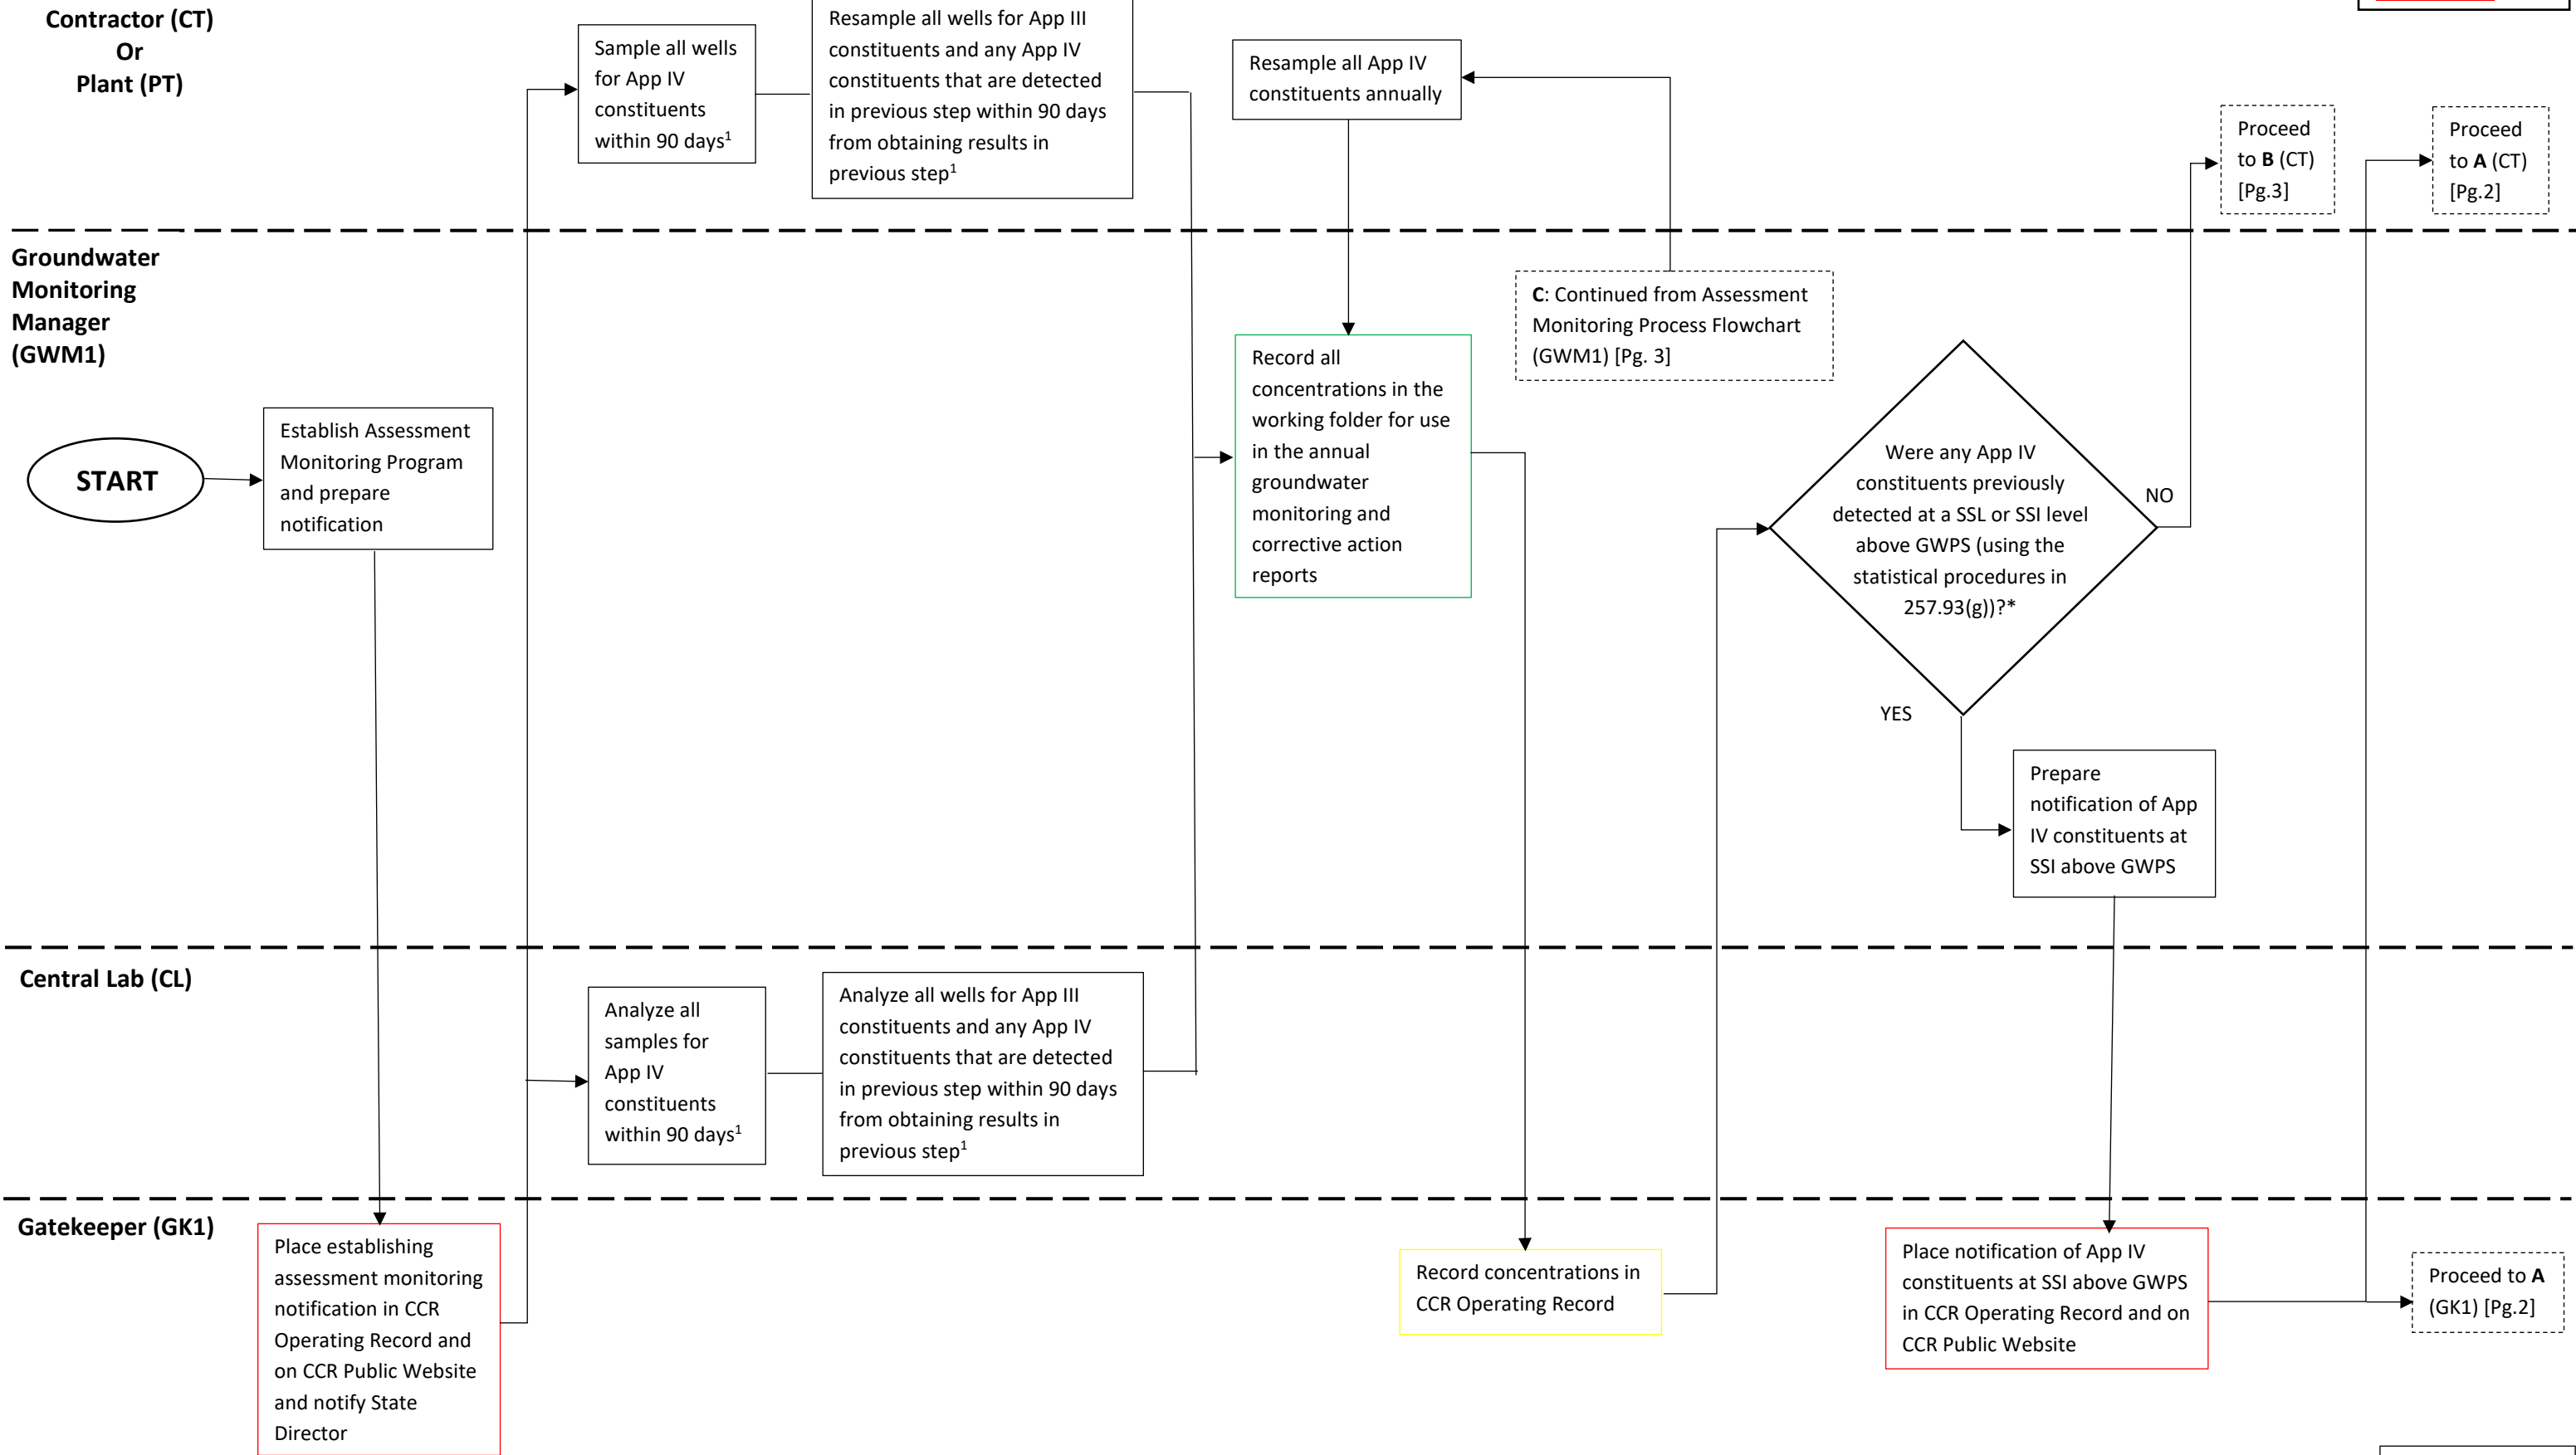 Contractor (CT)
Or
Plant (PT)
Sample all wells
for App IV
constituents
within 90 days¹
Resample all wells for App III
constituents and any App IV
constituents that are detected
in previous step within 90 days
from obtaining results in
previous step¹
Resample all App IV
constituents annually
Proceed
to B (CT)
[Pg.3]
Proceed
to A (CT)
[Pg.2]
Groundwater
Monitoring
Manager
(GWM1)
START
Establish Assessment
Monitoring Program
and prepare
notification
Record all
concentrations in the
working folder for use
in the annual
groundwater
monitoring and
corrective action
reports
C: Continued from Assessment
Monitoring Process Flowchart
(GWM1) [Pg. 3]
Were any App IV
constituents previously
detected at a SSL or SSI level
above GWPS (using the
statistical procedures in
257.93(g))?*
NO
YES
Prepare
notification of App
IV constituents at
SSI above GWPS
Central Lab (CL)
Analyze all
samples for
App IV
constituents
within 90 days¹
Analyze all wells for App III
constituents and any App IV
constituents that are detected
in previous step within 90 days
from obtaining results in
previous step¹
Gatekeeper (GK1)
Place establishing
assessment monitoring
notification in CCR
Operating Record and
on CCR Public Website
and notify State
Director
Record concentrations in
CCR Operating Record
Place notification of App IV
constituents at SSI above GWPS
in CCR Operating Record and on
CCR Public Website
Proceed to A
(GK1) [Pg.2]